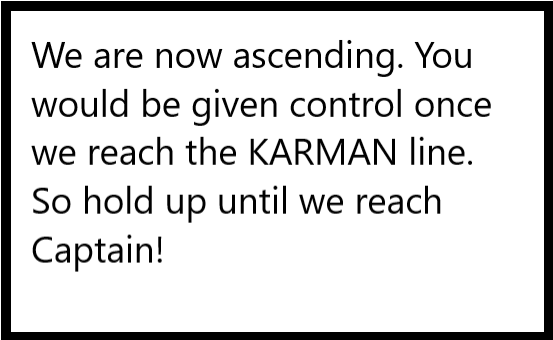 We are now ascending. You
would be given control once
we reach the KARMAN line.
So hold up until we reach
Captain!